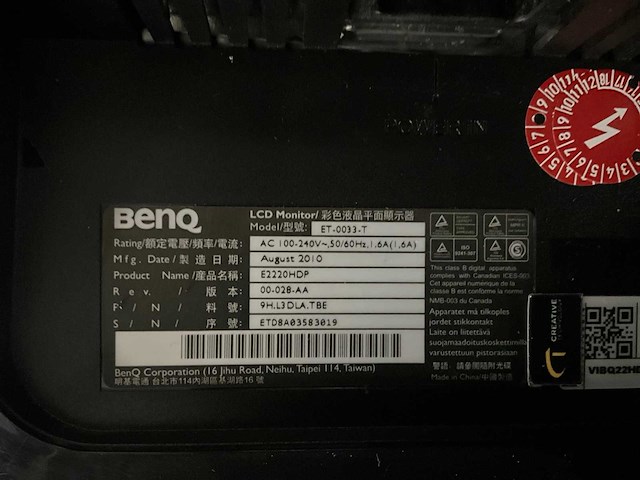 BenQ
LCD Monitor/ 彩色液晶平面顯示器
Model/型號: ET-0033-T
Rating/額定電壓/頻率/電流: AC 100-240V~,50/60Hz,1.6A(1.6A)
Mfg. Date/製造日期: August 2010
Product Name/產品名稱: E2220HDP
Rev. / 版本: 00-02B-AA
P / N / 料號: 9H.L3DLA.TBE
S / N / 序號: ETD8A03583019
BenQ Corporation (16 Jihu Road, Neihu, Taipei 114, Taiwan)
明基電通 台北市114內湖區基湖路16號
ISO
This class B digital apparatus
complies with Canadian ICES-003
Cet appareil numérique de la
classe B est conforme à la norme
NMB-003 du Canada
Apparatet må tilkoples
jordet stikkontakt
Laite on liitettävä
suojamaadoituskoskettimilla
varustettuun pistorasiaan
Made in China/中國製
CREATIVE
VIBQ22HD